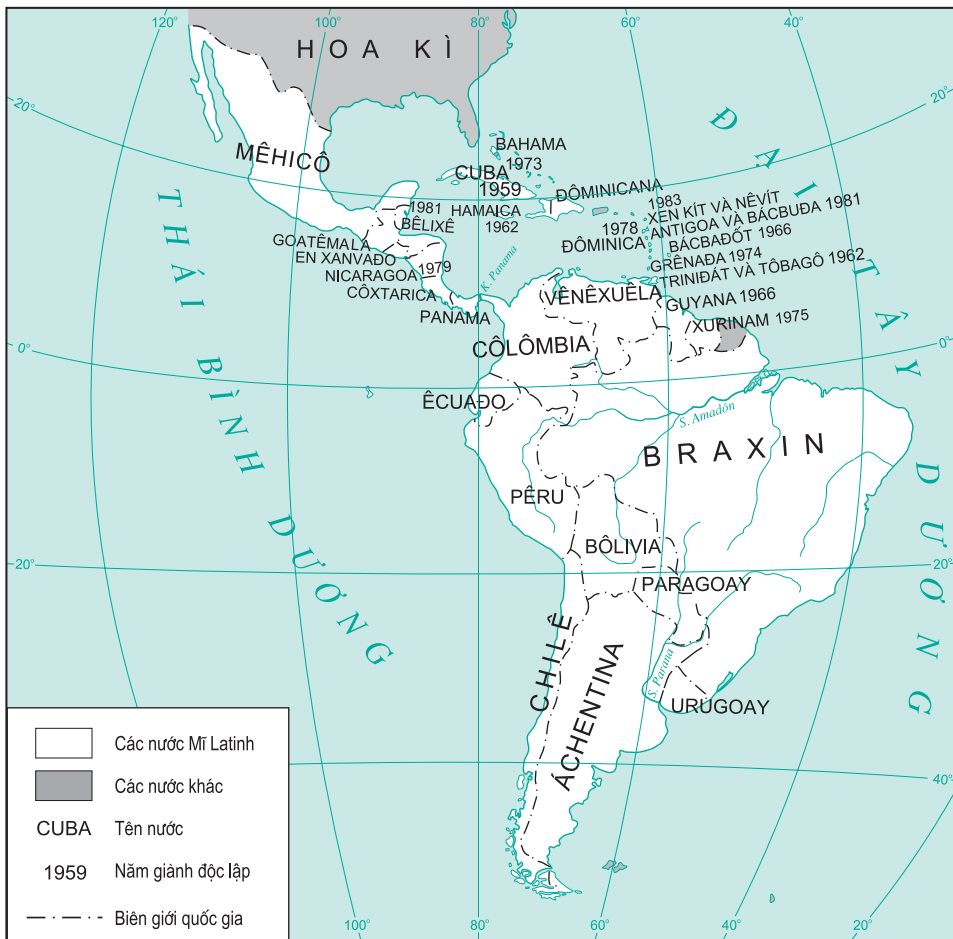 120°
100°
80°
60°
40°
HOA KÌ
20°
20°
MÊHICÔ
BAHAMA
1973
CUBA
1959
ĐÔMINICANA
1983
XEN KÍT VÀ NÊVÍT
1981
BÊLIXÊ
HAMAICA
1962
1978
ĐÔMINICA
ANTIGOA VÀ BÁCBUĐA 1981
BÁCBAĐỐT 1966
GRÊNAĐA 1974
TRINIĐÁT VÀ TÔBAGÔ 1962
GOATÊMALA
EN XANVAĐO
NICARAGOA
1979
CÔXTARICA
PANAMA
K. Panama
VÊNÊXUÊLA
GUYANA 1966
XURINAM 1975
CÔLÔMBIA
0°
0°
ÊCUAĐO
S. Amadôn
BRAXIN
PÊRU
BÔLIVIA
PARAGOAY
20°
20°
CHILÊ
ÁCHENTINA
S. Parana
URUGOAY
THÁI BÌNH DƯƠNG
ĐẠI TÂY DƯƠNG
40°
Các nước Mĩ Latinh
Các nước khác
CUBA Tên nước
1959 Năm giành độc lập
Biên giới quốc gia
100°
80°
60°
40°
20°